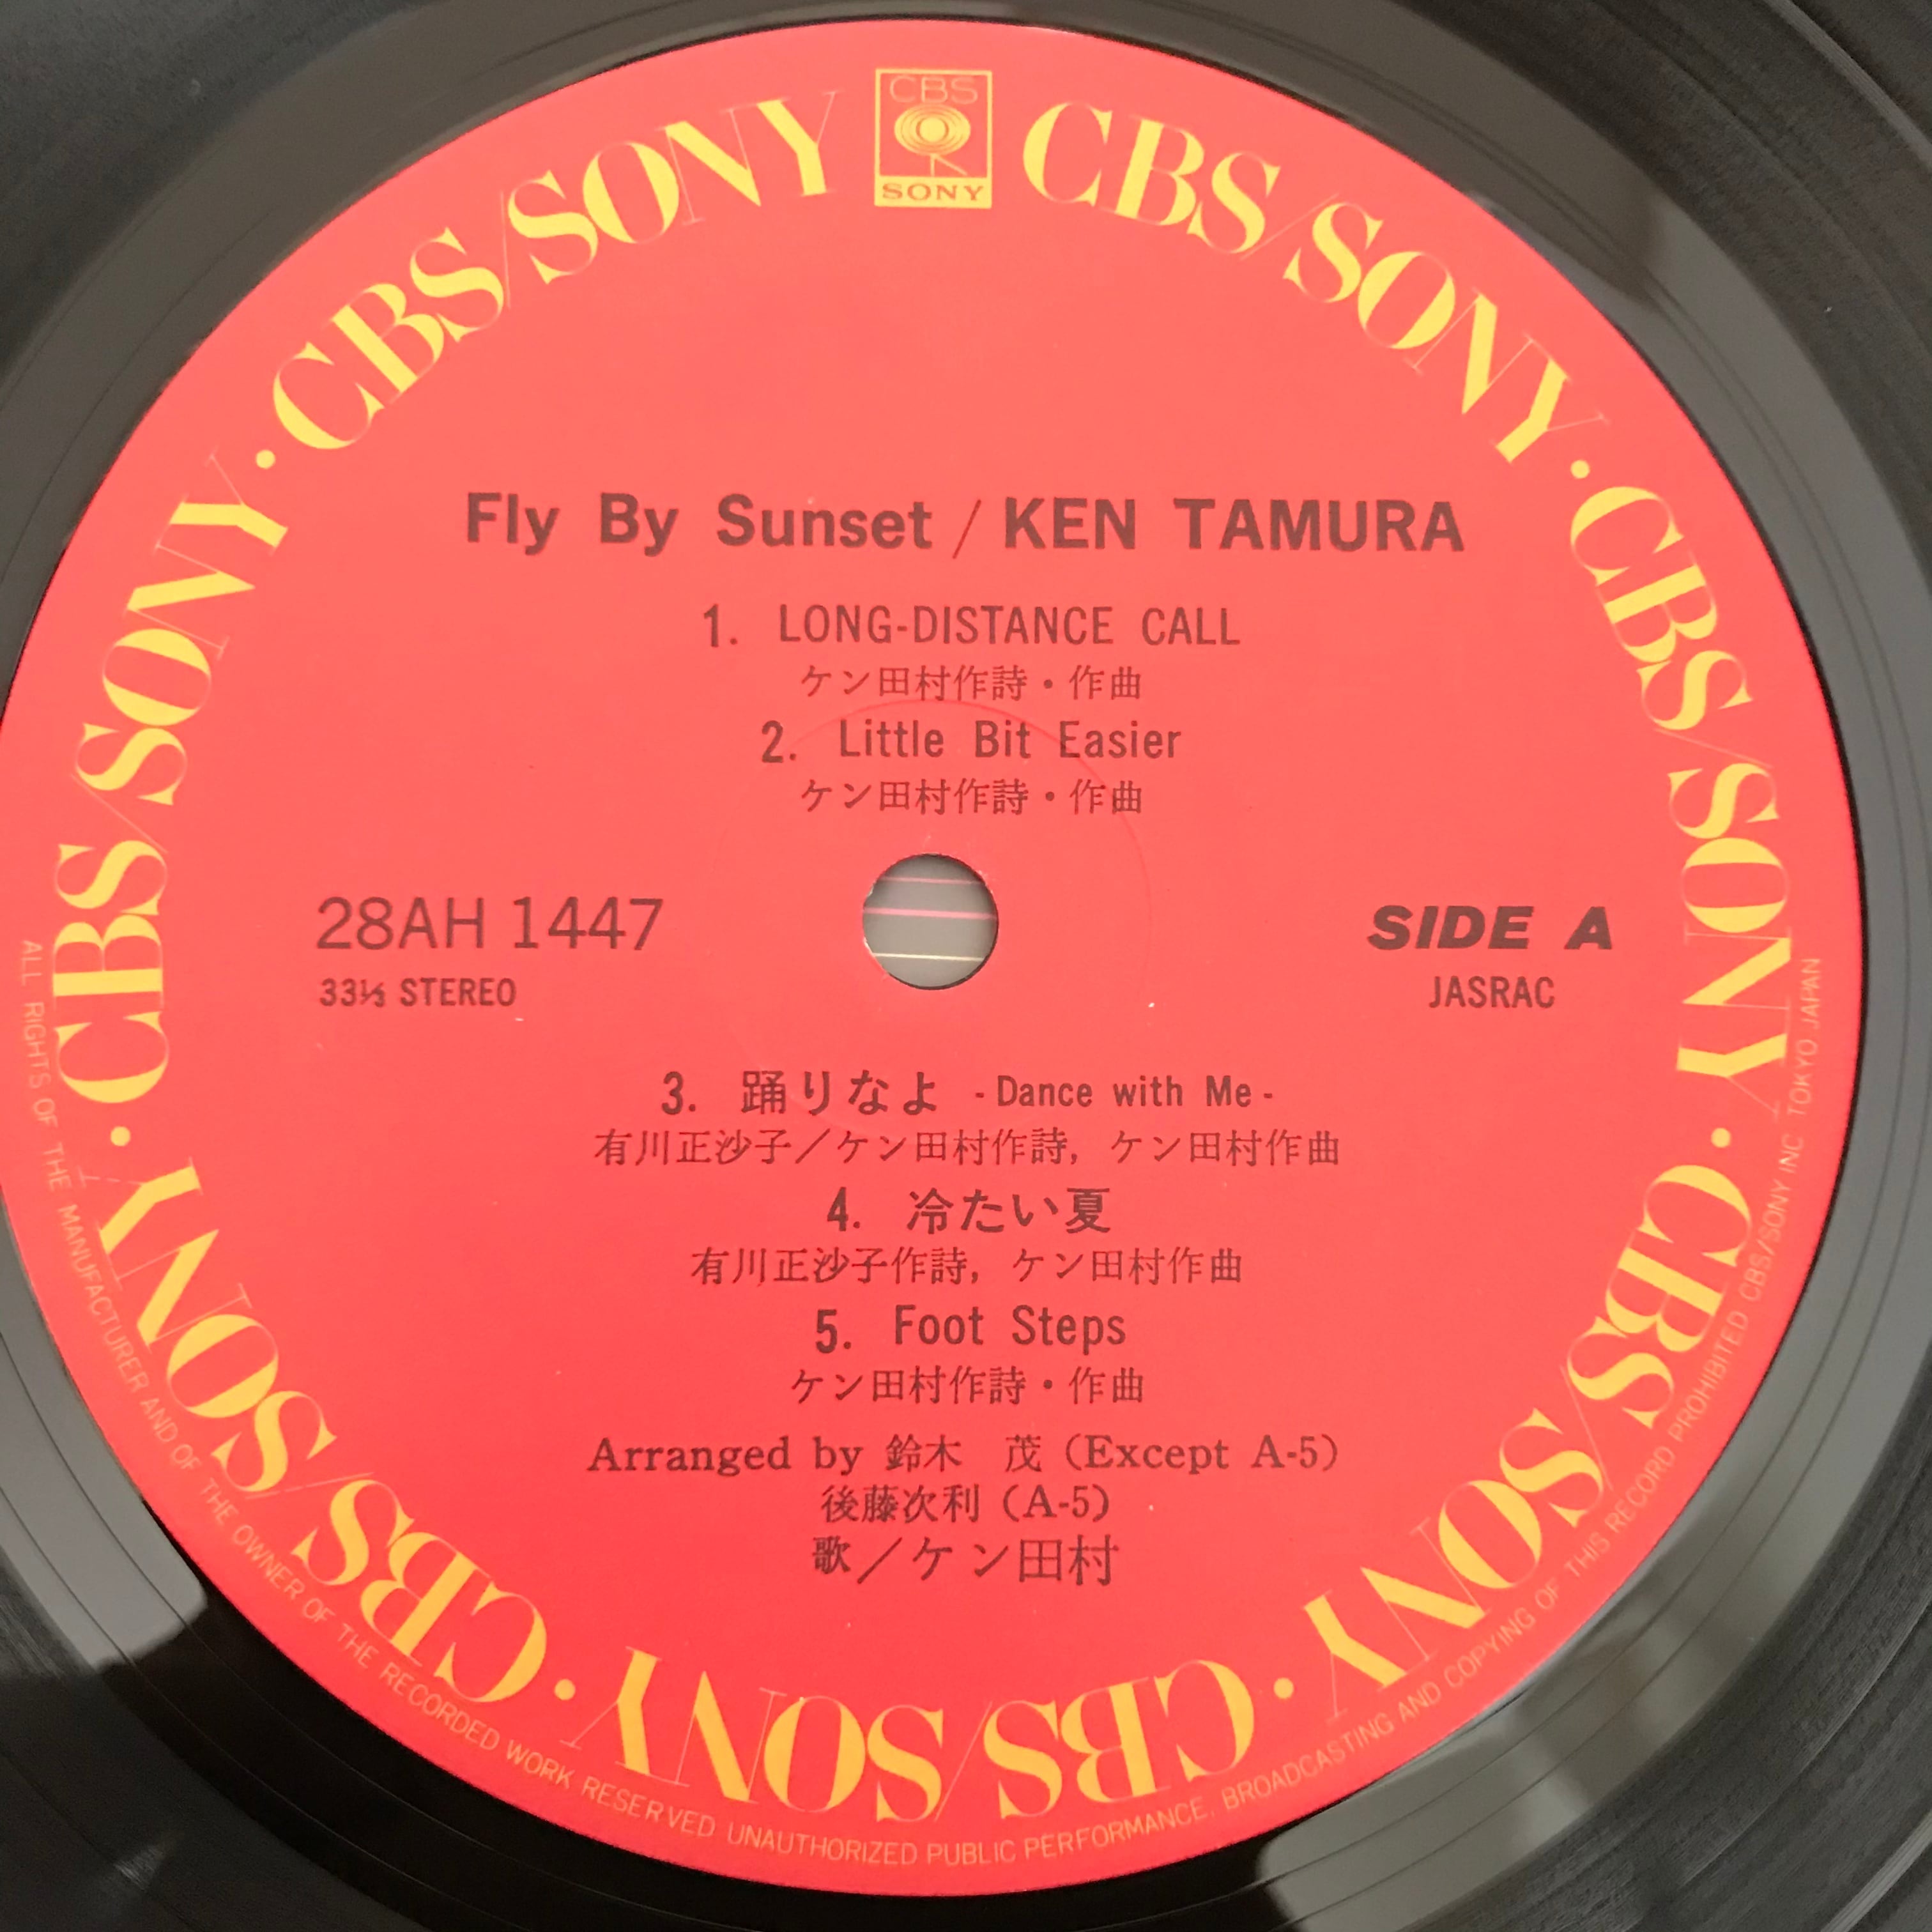 CBS
SONY
CBS/SONY · CBS/SONY · CBS/SONY · CBS/SONY · CBS/SONY · CBS/SONY · CBS/SONY
Fly By Sunset / KEN TAMURA
1. LONG-DISTANCE CALL
ケン田村作詩・作曲
2. Little Bit Easier
ケン田村作詩・作曲
28AH 1447
33⅓ STEREO
SIDE A
JASRAC
3. 踊りなよ -Dance with Me-
有川正沙子／ケン田村作詩，ケン田村作曲
4. 冷たい夏
有川正沙子作詩，ケン田村作曲
5. Foot Steps
ケン田村作詩・作曲
Arranged by 鈴木 茂（Except A-5）
後藤次利（A-5）
歌／ケン田村
ALL RIGHTS OF THE MANUFACTURER AND OF THE OWNER OF THE RECORDED WORK RESERVED UNAUTHORIZED PUBLIC PERFORMANCE, BROADCASTING AND COPYING OF THIS RECORD PROHIBITED CBS/SONY INC TOKYO JAPAN